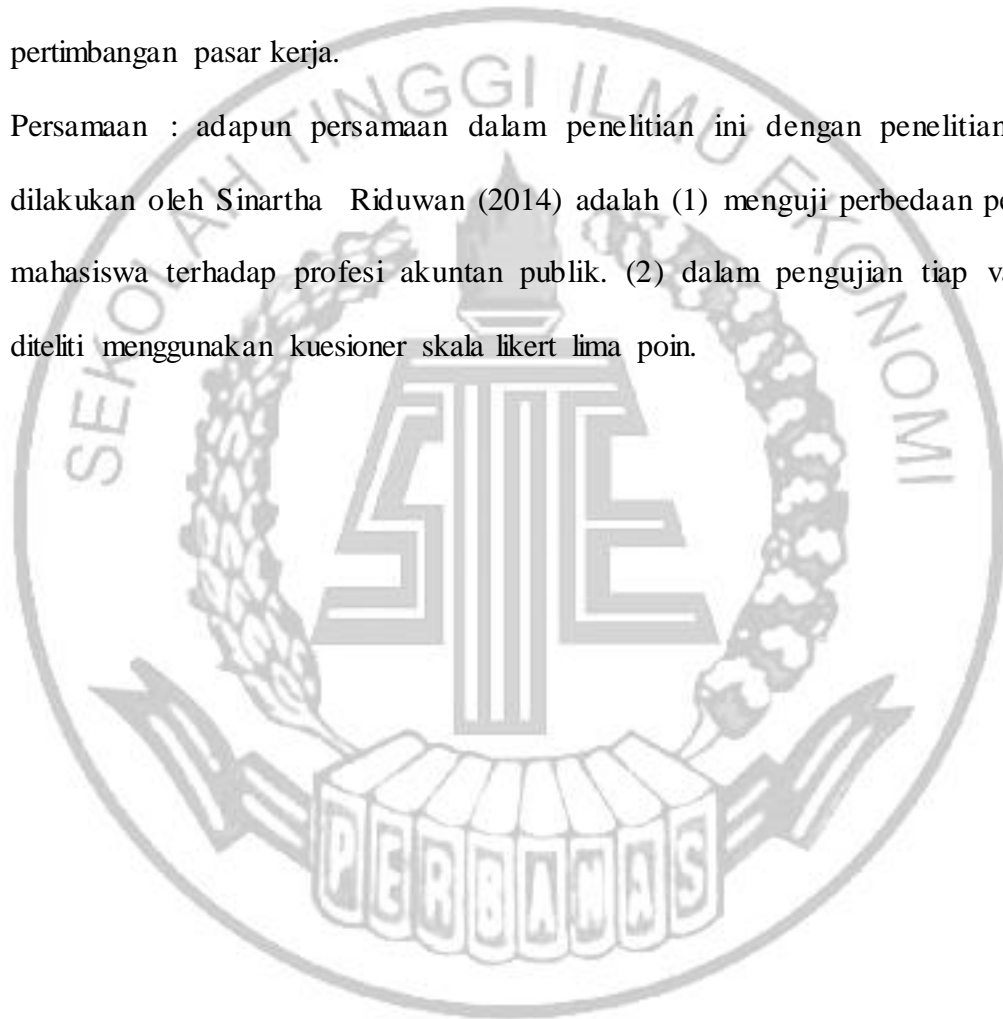 pertimbangan pasar kerja.
Persamaan : adapun persamaan dalam penelitian ini dengan penelitian
dilakukan oleh Sinartha Riduwan (2014) adalah (1) menguji perbedaan
mahasiswa terhadap profesi akuntan publik. (2) dalam pengujian tiap
diteliti menggunakan kuesioner skala likert lima poin.
SEKOLAH TINGGI ILMU EKONOMI
STIE
PERBANAS